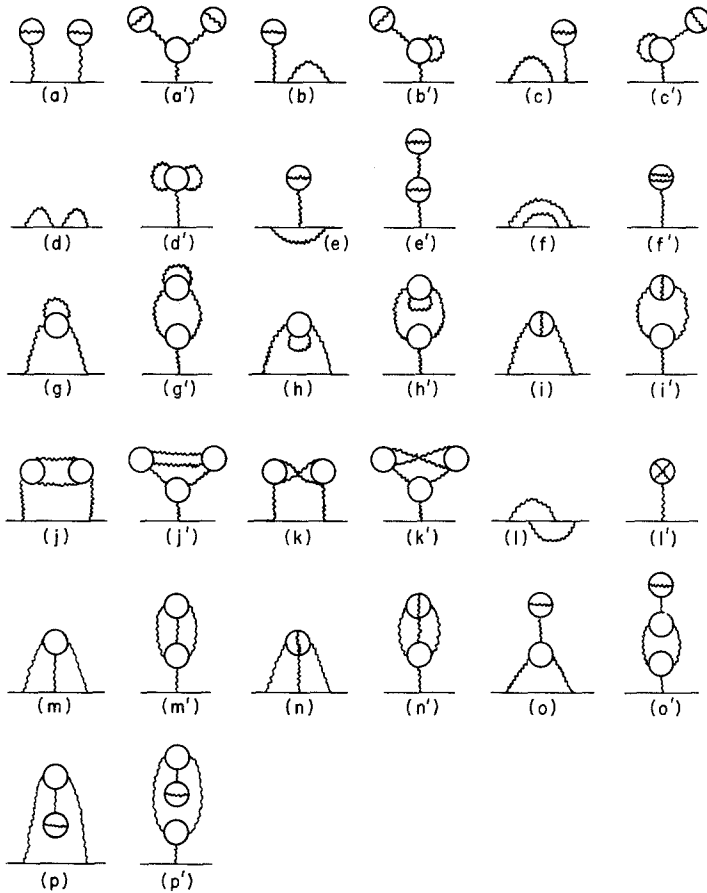 (a) (a') (b) (b') (c) (c')
(d) (d') (e) (e') (f) (f')
(g) (g') (h) (h') (i) (i')
(j) (j') (k) (k') (l) (l')
(m) (m') (n) (n') (o) (o')
(p) (p')